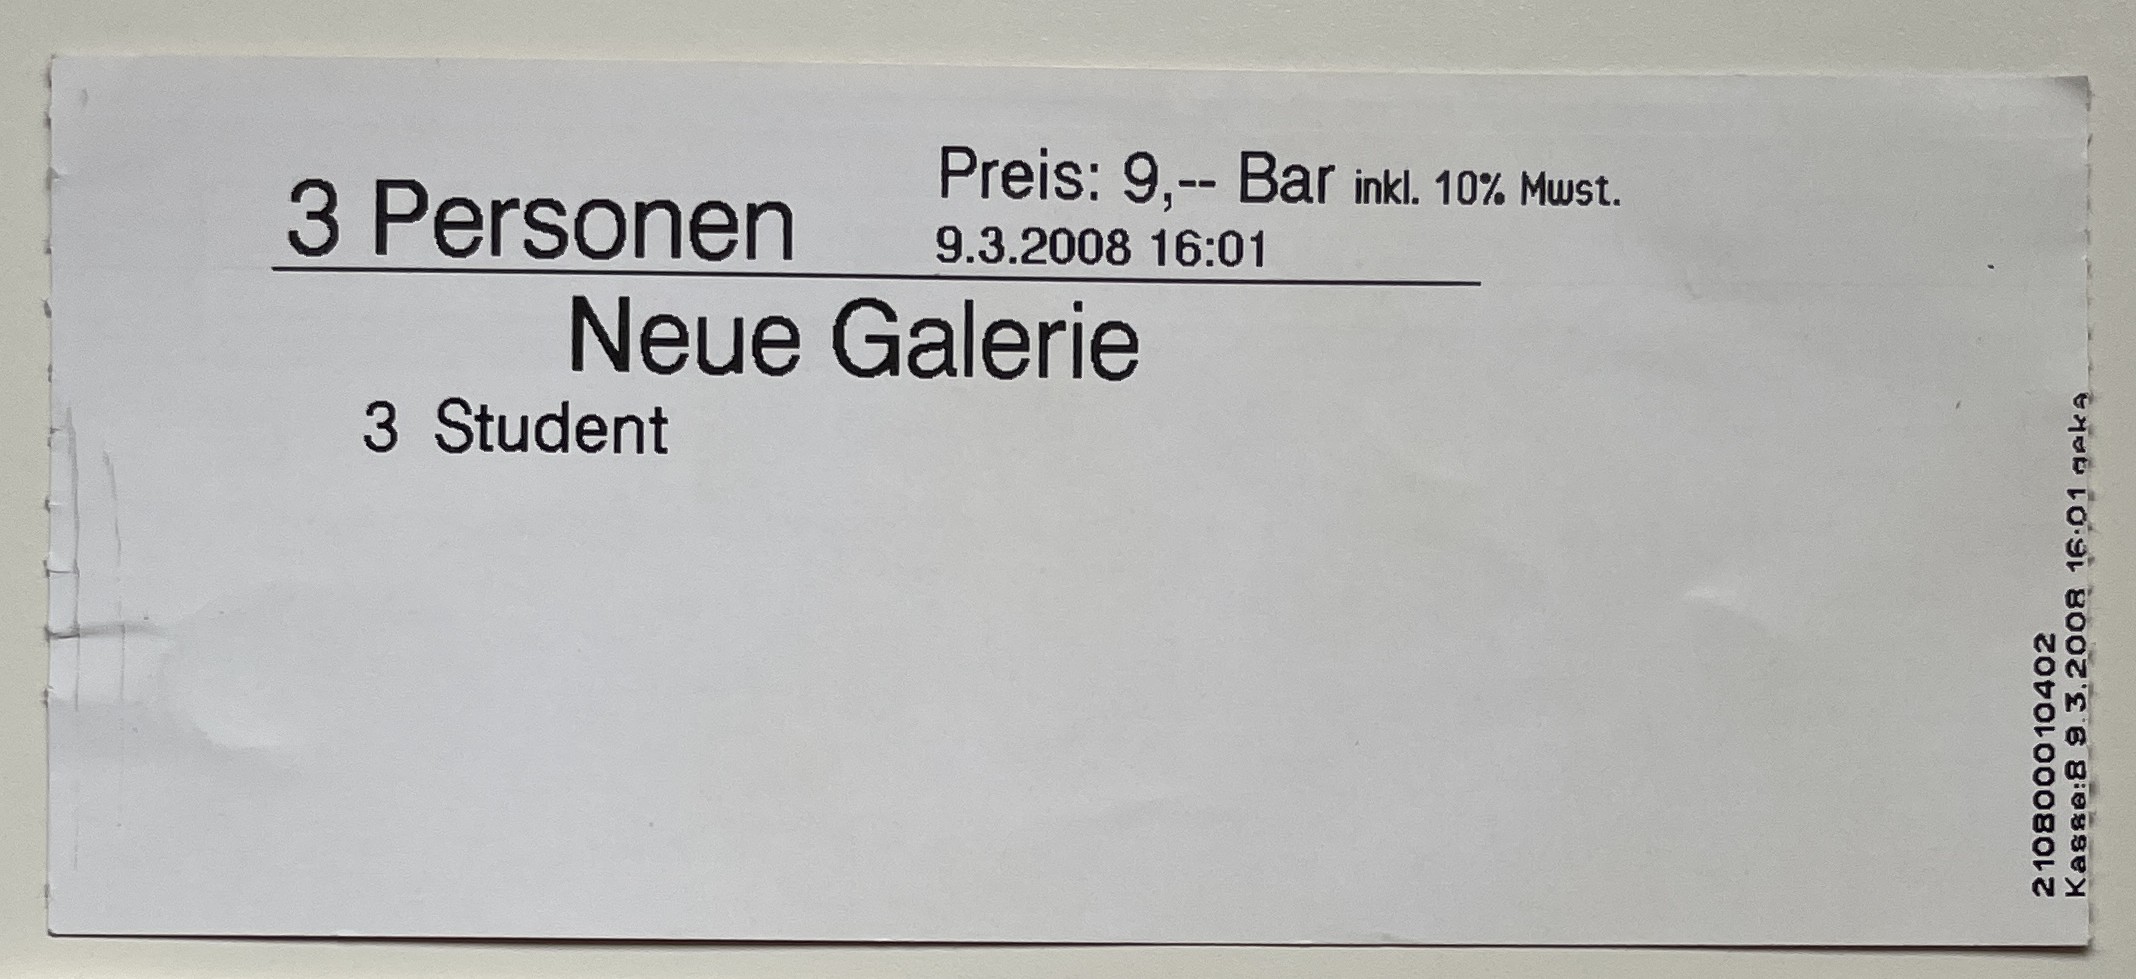 3 Personen
Preis: 9,-- Bar inkl. 10% Mwst.
9.3.2008 16:01
Neue Galerie
3 Student
21080010402
Kasse:8 9.3.2008 16:01